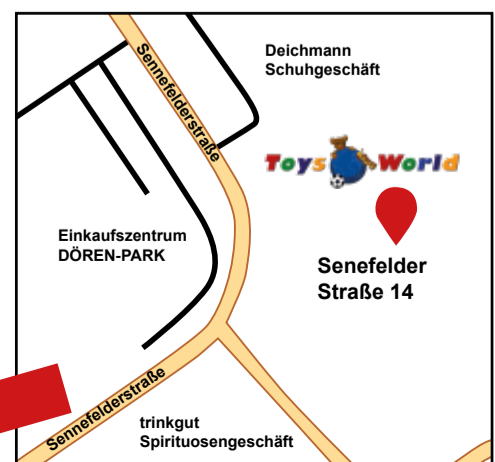 Deichmann
Schuhgeschäft
Sennefelderstraße
Toys World
Einkaufszentrum
DÖREN-PARK
Senefelder
Straße 14
Sennefelderstraße
trinkgut
Spirituosengeschäft